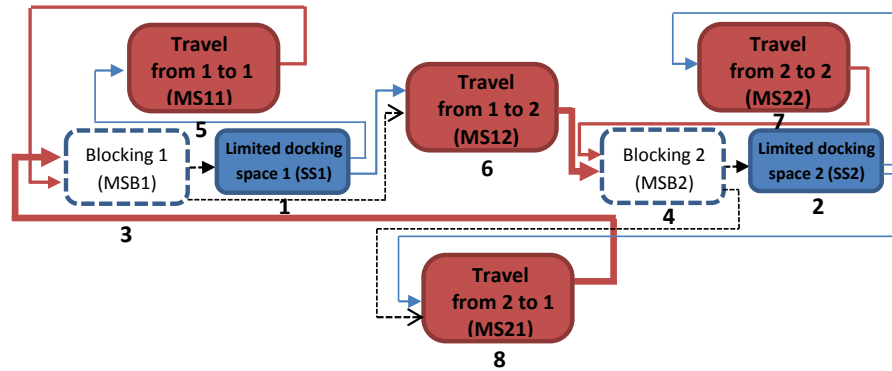 Travel
from 1 to 1
(MS11)
5
Travel
from 1 to 2
(MS12)
6
Travel
from 2 to 2
(MS22)
7
Blocking 1
(MSB1)
3
Limited docking
space 1 (SS1)
1
Blocking 2
(MSB2)
4
Limited docking
space 2 (SS2)
2
Travel
from 2 to 1
(MS21)
8